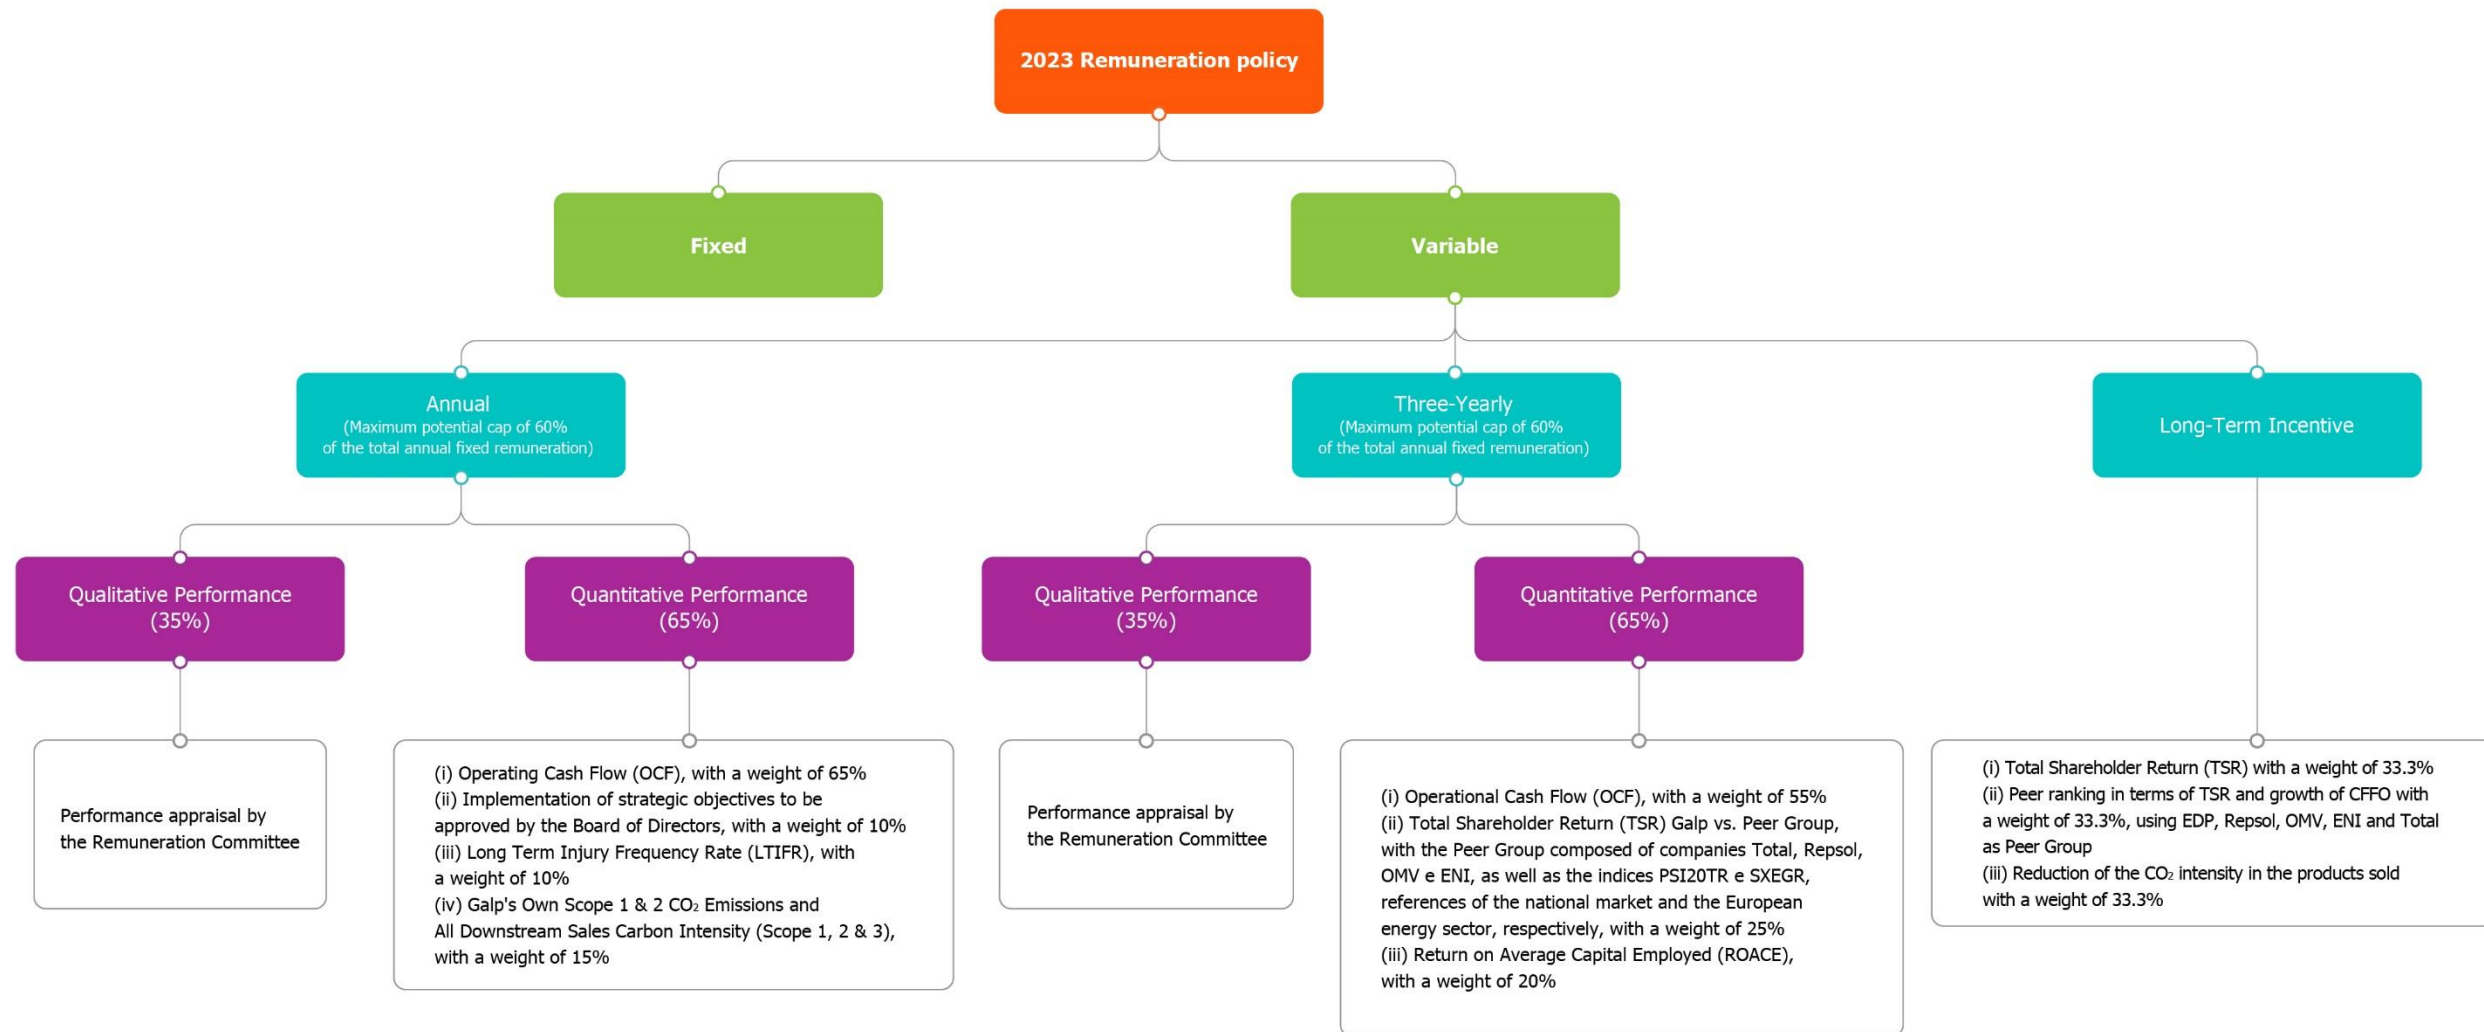 2023 Remuneration policy
Fixed
Variable
Annual
(Maximum potential cap of 60%
of the total annual fixed remuneration)
Three-Yearly
(Maximum potential cap of 60%
of the total annual fixed remuneration)
Long-Term Incentive
Qualitative Performance
(35%)
Quantitative Performance
(65%)
Qualitative Performance
(35%)
Quantitative Performance
(65%)
Performance appraisal by
the Remuneration Committee
(i) Operating Cash Flow (OCF), with a weight of 65%
(ii) Implementation of strategic objectives to be
approved by the Board of Directors, with a weight of 10%
(iii) Long Term Injury Frequency Rate (LTIFR), with
a weight of 10%
(iv) Galp's Own Scope 1 & 2 CO₂ Emissions and
All Downstream Sales Carbon Intensity (Scope 1, 2 & 3),
with a weight of 15%
Performance appraisal by
the Remuneration Committee
(i) Operational Cash Flow (OCF), with a weight of 55%
(ii) Total Shareholder Return (TSR) Galp vs. Peer Group,
with the Peer Group composed of companies Total, Repsol,
OMV e ENI, as well as the indices PSI20TR e SXEGR,
references of the national market and the European
energy sector, respectively, with a weight of 25%
(iii) Return on Average Capital Employed (ROACE),
with a weight of 20%
(i) Total Shareholder Return (TSR) with a weight of 33.3%
(ii) Peer ranking in terms of TSR and growth of CFFO with
a weight of 33.3%, using EDP, Repsol, OMV, ENI and Total
as Peer Group
(iii) Reduction of the CO₂ intensity in the products sold
with a weight of 33.3%